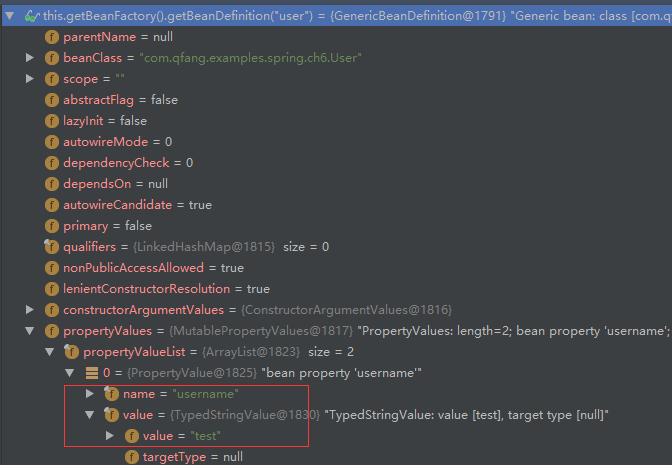 this.getBeanFactory().getBeanDefinition("user") = {GenericBeanDefinition@1791} "Generic bean: class [com.q
f parentName = null
f beanClass = "com.qfang.examples.spring.ch6.User"
f scope = ""
f abstractFlag = false
f lazyInit = false
f autowireMode = 0
f dependencyCheck = 0
f dependsOn = null
f autowireCandidate = true
f primary = false
f qualifiers = {LinkedHashMap@1815} size = 0
f nonPublicAccessAllowed = true
f lenientConstructorResolution = true
f constructorArgumentValues = {ConstructorArgumentValues@1816}
f propertyValues = {MutablePropertyValues@1817} "PropertyValues: length=2; bean property 'username';
f propertyValueList = {ArrayList@1823} size = 2
0 = {PropertyValue@1825} "bean property 'username'"
f name = "username"
f value = {TypedStringValue@1830} "TypedStringValue: value [test], target type [null]"
f value = "test"
f targetType = null